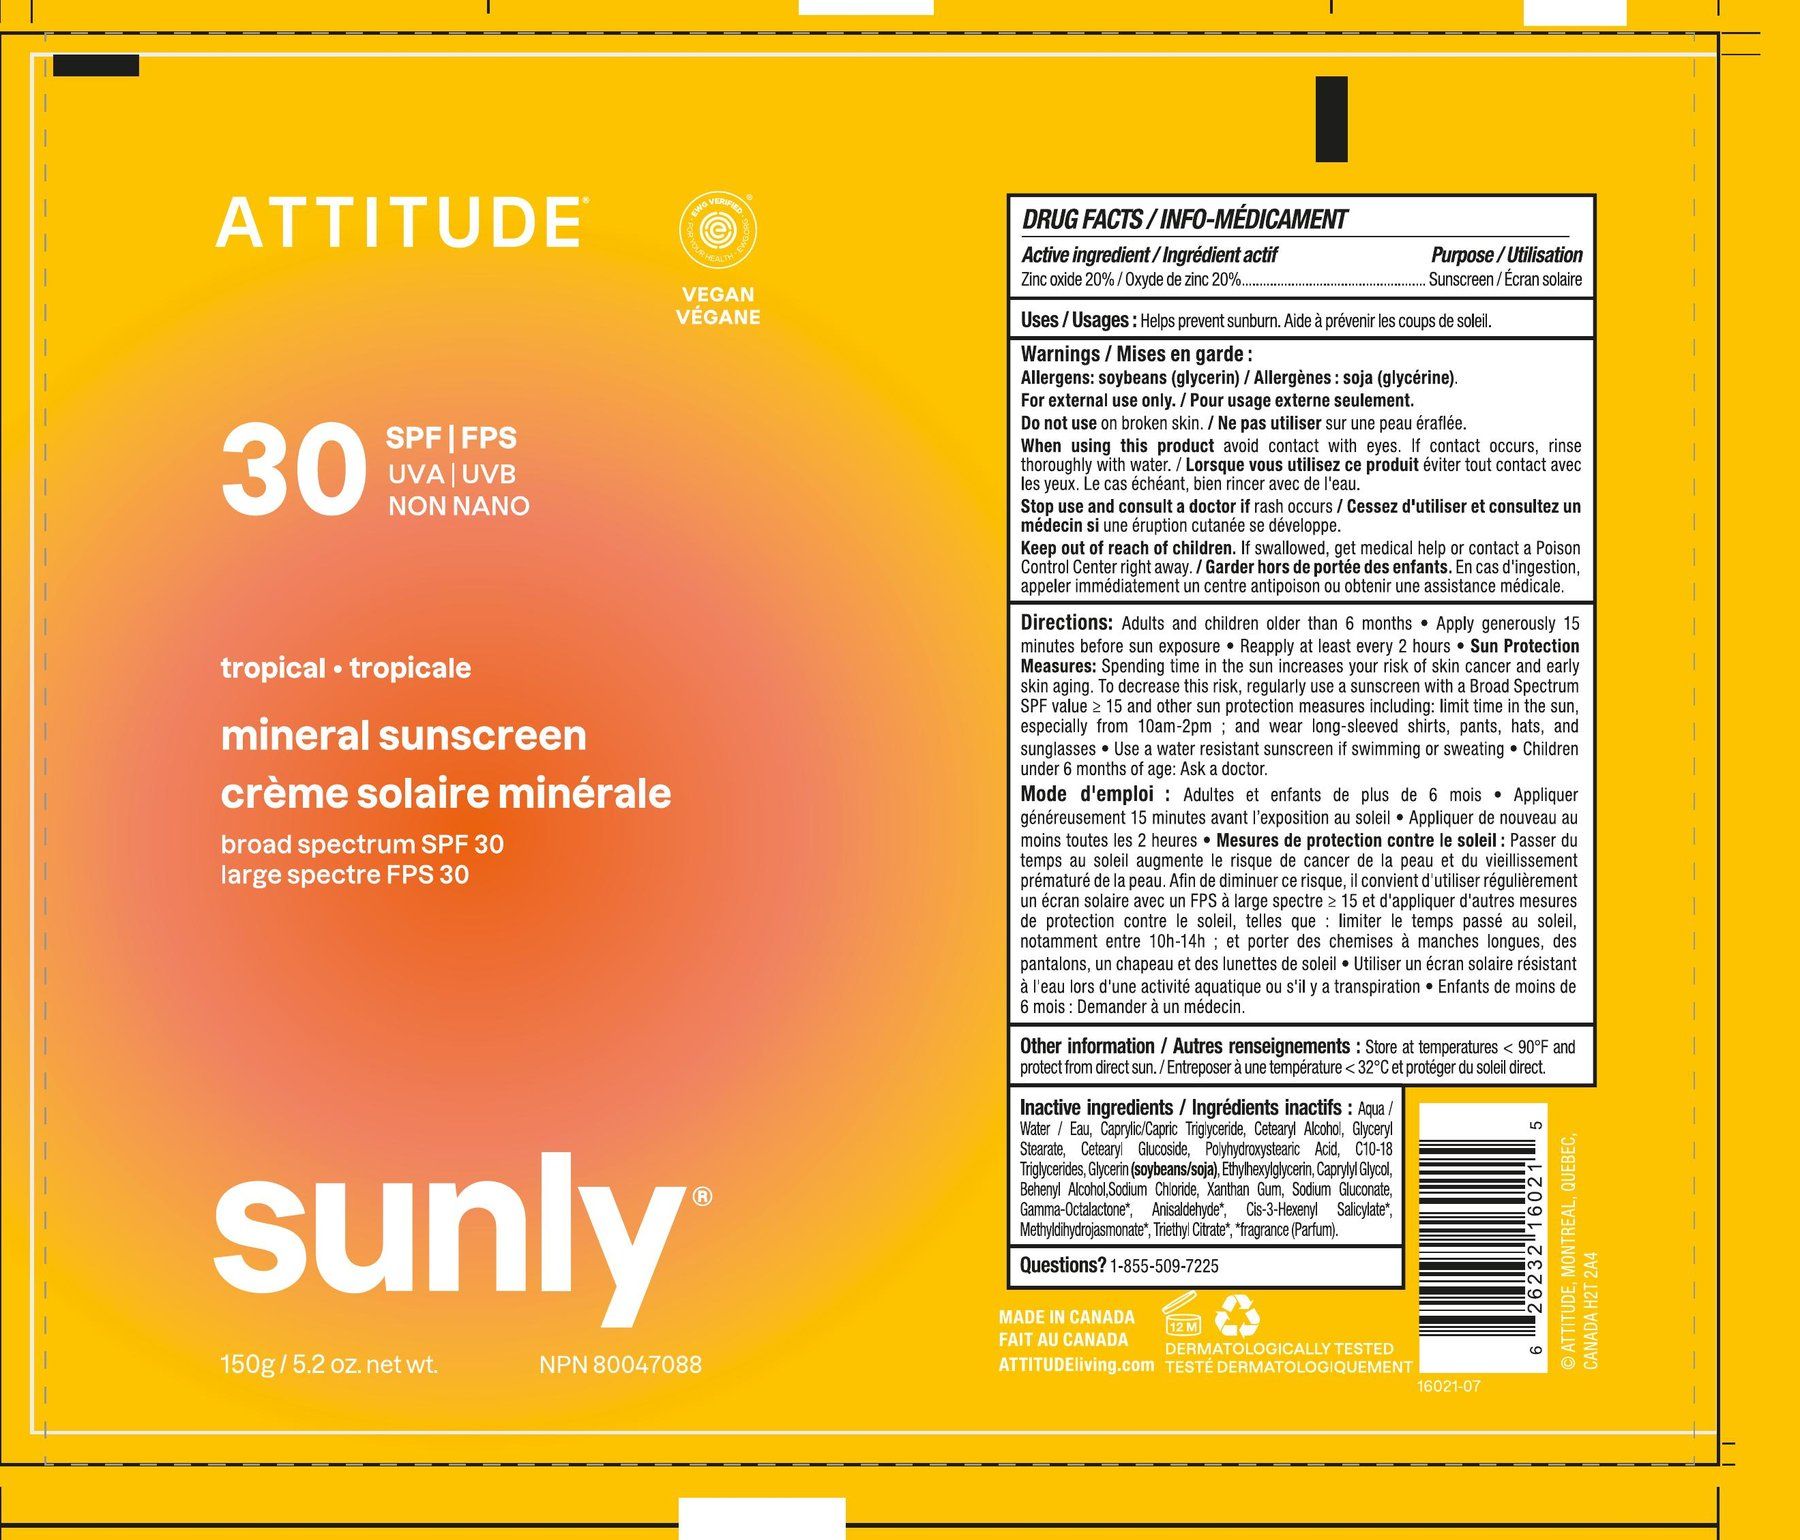 ATTITUDE®
EWG VERIFIED
FOR YOUR HEALTH • EWG.ORG
®
VEGAN
VÉGANE
30
SPF | FPS
UVA | UVB
NON NANO
tropical • tropicale
mineral sunscreen
crème solaire minérale
broad spectrum SPF 30
large spectre FPS 30
sunly®
150g / 5.2 oz. net wt.
NPN 80047088
DRUG FACTS / INFO-MÉDICAMENT
Active ingredient / Ingrédient actif Purpose / Utilisation
Zinc oxide 20% / Oxyde de zinc 20%.................................................... Sunscreen / Écran solaire
Uses / Usages : Helps prevent sunburn. Aide à prévenir les coups de soleil.
Warnings / Mises en garde :
Allergens: soybeans (glycerin) / Allergènes : soja (glycérine).
For external use only. / Pour usage externe seulement.
Do not use on broken skin. / Ne pas utiliser sur une peau éraflée.
When using this product avoid contact with eyes. If contact occurs, rinse
thoroughly with water. / Lorsque vous utilisez ce produit éviter tout contact avec
les yeux. Le cas échéant, bien rincer avec de l'eau.
Stop use and consult a doctor if rash occurs / Cessez d'utiliser et consultez un
médecin si une éruption cutanée se développe.
Keep out of reach of children. If swallowed, get medical help or contact a Poison
Control Center right away. / Garder hors de portée des enfants. En cas d'ingestion,
appeler immédiatement un centre antipoison ou obtenir une assistance médicale.
Directions: Adults and children older than 6 months • Apply generously 15
minutes before sun exposure • Reapply at least every 2 hours • Sun Protection
Measures: Spending time in the sun increases your risk of skin cancer and early
skin aging. To decrease this risk, regularly use a sunscreen with a Broad Spectrum
SPF value ≥ 15 and other sun protection measures including: limit time in the sun,
especially from 10am-2pm ; and wear long-sleeved shirts, pants, hats, and
sunglasses • Use a water resistant sunscreen if swimming or sweating • Children
under 6 months of age: Ask a doctor.
Mode d'emploi : Adultes et enfants de plus de 6 mois • Appliquer
généreusement 15 minutes avant l'exposition au soleil • Appliquer de nouveau au
moins toutes les 2 heures • Mesures de protection contre le soleil : Passer du
temps au soleil augmente le risque de cancer de la peau et du vieillissement
prématuré de la peau. Afin de diminuer ce risque, il convient d'utiliser régulièrement
un écran solaire avec un FPS à large spectre ≥ 15 et d'appliquer d'autres mesures
de protection contre le soleil, telles que : limiter le temps passé au soleil,
notamment entre 10h-14h ; et porter des chemises à manches longues, des
pantalons, un chapeau et des lunettes de soleil • Utiliser un écran solaire résistant
à l'eau lors d'une activité aquatique ou s'il y a transpiration • Enfants de moins de
6 mois : Demander à un médecin.
Other information / Autres renseignements : Store at temperatures < 90°F and
protect from direct sun. / Entreposer à une température < 32°C et protéger du soleil direct.
Inactive ingredients / Ingrédients inactifs : Aqua /
Water / Eau, Caprylic/Capric Triglyceride, Cetearyl Alcohol, Glyceryl
Stearate, Cetearyl Glucoside, Polyhydroxystearic Acid, C10-18
Triglycerides, Glycerin (soybeans/soja), Ethylhexylglycerin, Caprylyl Glycol,
Behenyl Alcohol,Sodium Chloride, Xanthan Gum, Sodium Gluconate,
Gamma-Octalactone*, Anisaldehyde*, Cis-3-Hexenyl Salicylate*,
Methyldihydrojasmonate*, Triethyl Citrate*, *fragrance (Parfum).
Questions? 1-855-509-7225
MADE IN CANADA
FAIT AU CANADA
ATTITUDEliving.com
12 M
DERMATOLOGICALLY TESTED
TESTÉ DERMATOLOGIQUEMENT
6 26232 16021 5
16021-07
© ATTITUDE, MONTREAL, QUEBEC,
CANADA H2T 2A4